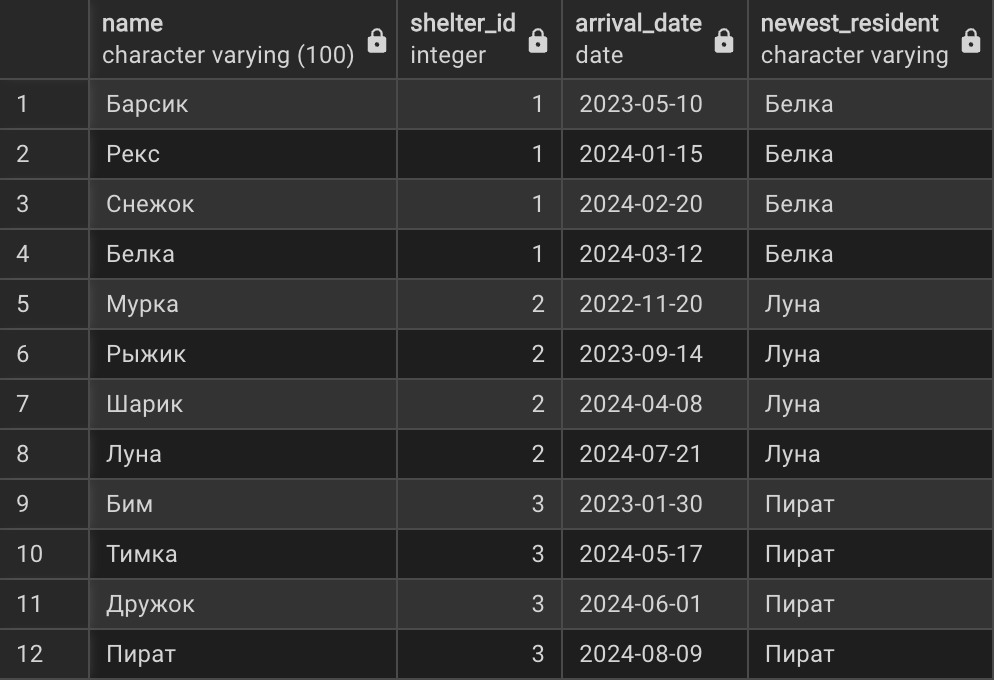 name shelter_id arrival_date newest_resident
character varying (100) integer date character varying
1 Барсик 1 2023-05-10 Белка
2 Рекс 1 2024-01-15 Белка
3 Снежок 1 2024-02-20 Белка
4 Белка 1 2024-03-12 Белка
5 Мурка 2 2022-11-20 Луна
6 Рыжик 2 2023-09-14 Луна
7 Шарик 2 2024-04-08 Луна
8 Луна 2 2024-07-21 Луна
9 Бим 3 2023-01-30 Пират
10 Тимка 3 2024-05-17 Пират
11 Дружок 3 2024-06-01 Пират
12 Пират 3 2024-08-09 Пират